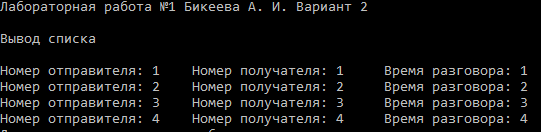 Лабораторная работа №1 Бикеева А. И. Вариант 2
Вывод списка
Номер отправителя: 1 Номер получателя: 1 Время разговора: 1
Номер отправителя: 2 Номер получателя: 2 Время разговора: 2
Номер отправителя: 3 Номер получателя: 3 Время разговора: 3
Номер отправителя: 4 Номер получателя: 4 Время разговора: 4